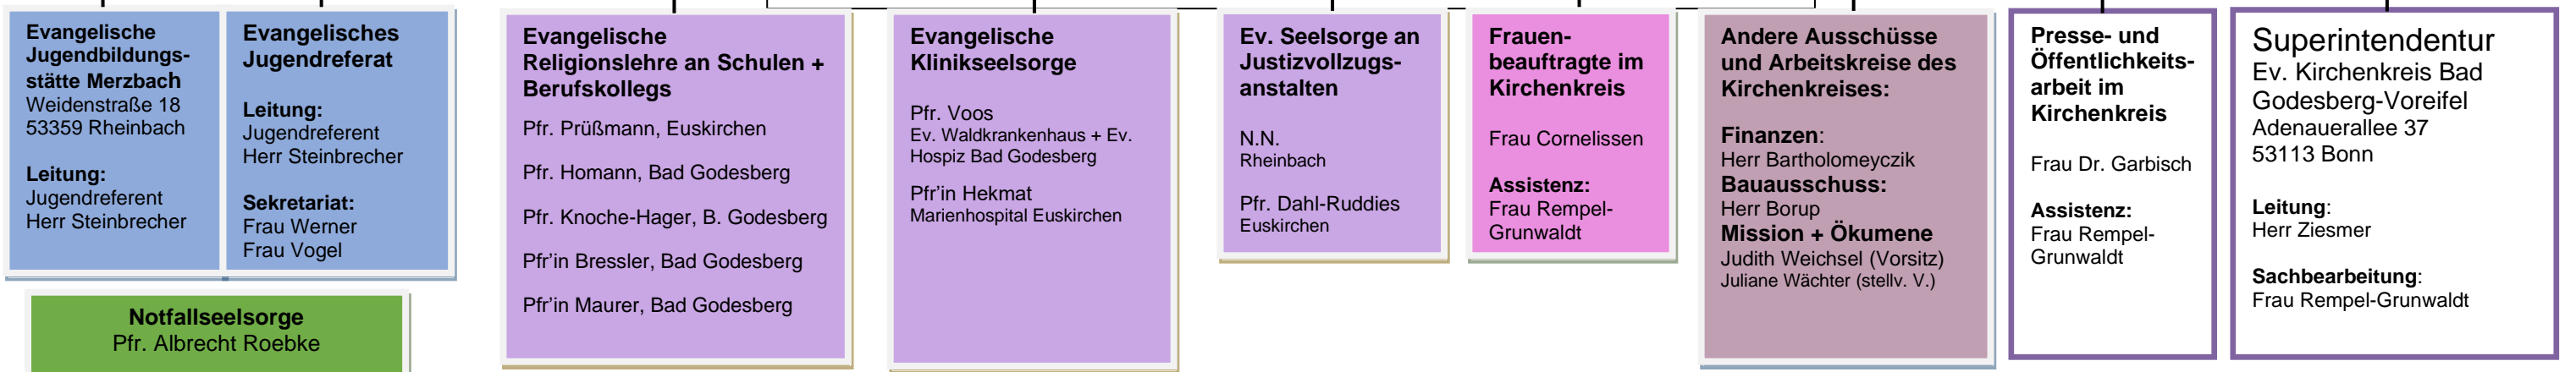 Evangelische
Jugendbildungs-
stätte Merzbach
Weidenstraße 18
53359 Rheinbach
Leitung:
Jugendreferent
Herr Steinbrecher
Evangelisches
Jugendreferat
Leitung:
Jugendreferent
Herr Steinbrecher
Sekretariat:
Frau Werner
Frau Vogel
Notfallseelsorge
Pfr. Albrecht Roebke
Evangelische
Religionslehre an Schulen +
Berufskollegs
Pfr. Prüßmann, Euskirchen
Pfr. Homann, Bad Godesberg
Pfr. Knoche-Hager, B. Godesberg
Pfr’in Bressler, Bad Godesberg
Pfr’in Maurer, Bad Godesberg
Evangelische
Klinikseelsorge
Pfr. Voos
Ev. Waldkrankenhaus + Ev.
Hospiz Bad Godesberg
Pfr’in Hekmat
Marienhospital Euskirchen
Ev. Seelsorge an
Justizvollzugs-
anstalten
N.N.
Rheinbach
Pfr. Dahl-Ruddies
Euskirchen
Frauen-
beauftragte im
Kirchenkreis
Frau Cornelissen
Assistenz:
Frau Rempel-
Grunwaldt
Andere Ausschüsse
und Arbeitskreise des
Kirchenkreises:
Finanzen:
Herr Bartholomeyczik
Bauausschuss:
Herr Borup
Mission + Ökumene
Judith Weichsel (Vorsitz)
Juliane Wächter (stellv. V.)
Presse- und
Öffentlichkeits-
arbeit im
Kirchenkreis
Frau Dr. Garbisch
Assistenz:
Frau Rempel-
Grunwaldt
Superintendentur
Ev. Kirchenkreis Bad
Godesberg-Voreifel
Adenauerallee 37
53113 Bonn
Leitung:
Herr Ziesmer
Sachbearbeitung:
Frau Rempel-Grunwaldt